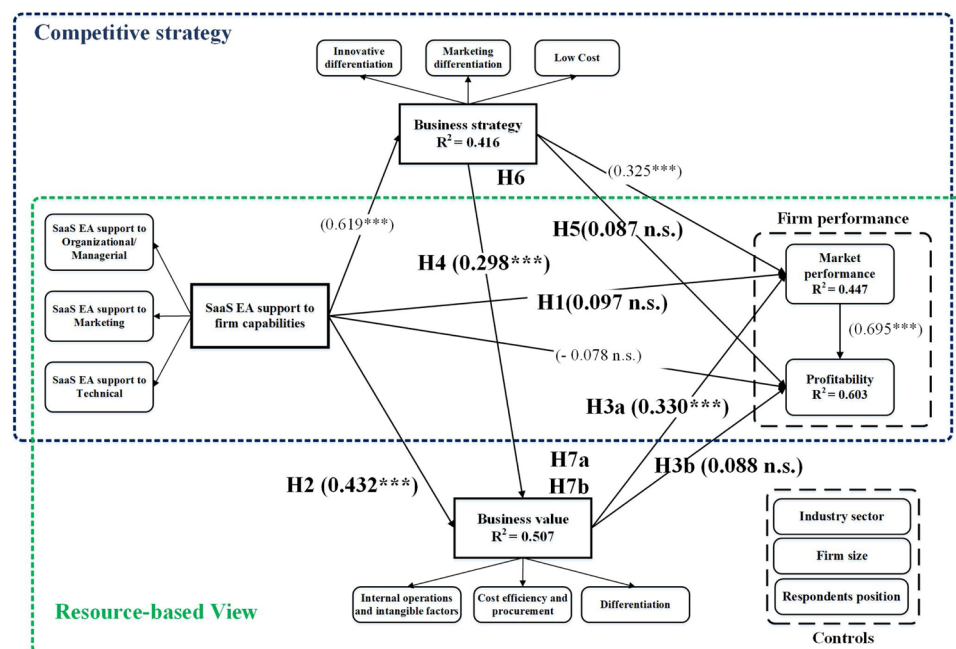 Competitive strategy
Innovative
differentiation
Marketing
differentiation
Low Cost
Business strategy
R² = 0.416
H6
(0.325***)
(0.619***)
H5(0.087 n.s.)
Firm performance
SaaS EA support to
Organizational/
Managerial
H4 (0.298***)
Market
performance
R² = 0.447
SaaS EA support to
Marketing
SaaS EA support to
firm capabilities
H1(0.097 n.s.)
(0.695***)
(- 0.078 n.s.)
SaaS EA support to
Technical
Profitability
R² = 0.603
H3a (0.330***)
H7a
H7b
H3b (0.088 n.s.)
H2 (0.432***)
Business value
R² = 0.507
Industry sector
Firm size
Respondents position
Internal operations
and intangible factors
Cost efficiency and
procurement
Differentiation
Resource-based View
Controls